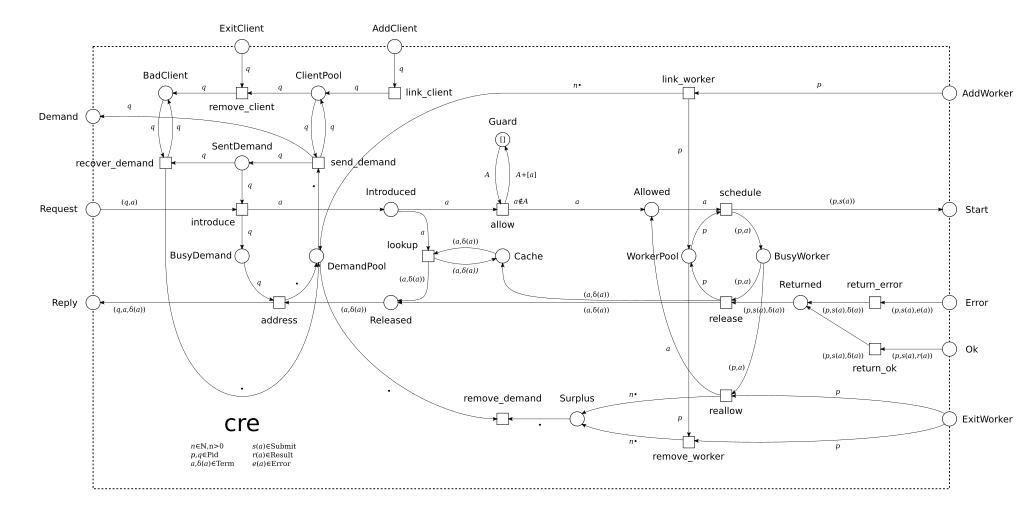 ExitClient
AddClient
q
q
BadClient
ClientPool
link_worker
q
q
q
link_client
n•
p
AddWorker
remove_client
q
Demand
Guard
q
q
q
q
[]
SentDemand
recover_demand
q
q
send_demand
p
A
A+[a]
q
•
Introduced
Allowed
schedule
Request
(q,a)
a
a
a∉A
a
a
(p,s(a))
Start
introduce
allow
q
a
p
(p,a)
lookup
(a,δ(a))
BusyDemand
DemandPool
Cache
WorkerPool
BusyWorker
(a,δ(a))
(a,δ(a))
q
•
p
(p,a)
Returned
return_error
(a,δ(a))
Reply
(q,a,δ(a))
(a,δ(a))
(a,δ(a))
(p,s(a),δ(a))
(p,s(a),δ(a))
(p,s(a),e(a))
Error
address
Released
release
a
Ok
(p,s(a),δ(a))
(p,s(a),r(a))
(p,a)
return_ok
•
•
remove_demand
Surplus
n•
p
reallow
cre
•
p
ExitWorker
n∈N,n>0
s(a)∈Submit
n•
p
p,q∈Pid
r(a)∈Result
remove_worker
a,δ(a)∈Term
e(a)∈Error